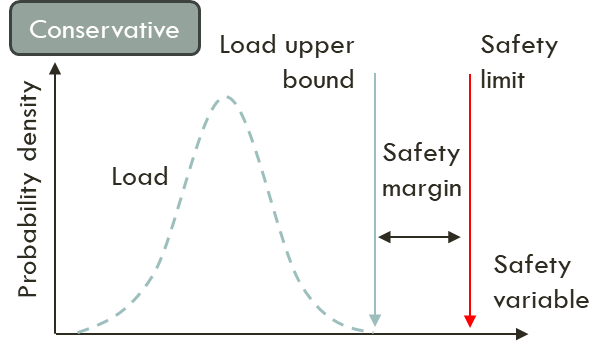 Conservative
Load upper
bound
Safety
limit
Probability density
Load
Safety
margin
Safety
variable